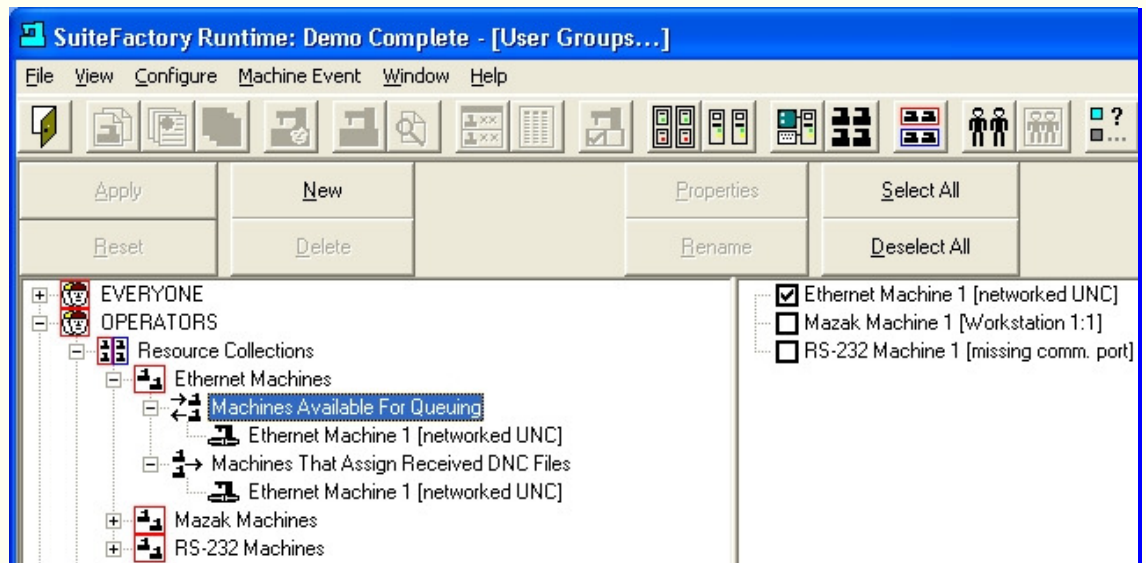 SuiteFactory Runtime: Demo Complete - [User Groups...]
File View Configure Machine Event Window Help
?
Apply New Properties Select All
Reset Delete Rename Deselect All
EVERYONE
OPERATORS
Resource Collections
Ethernet Machines
Machines Available For Queuing
Ethernet Machine 1 [networked UNC]
Machines That Assign Received DNC Files
Ethernet Machine 1 [networked UNC]
Mazak Machines
RS-232 Machines
Ethernet Machine 1 [networked UNC]
Mazak Machine 1 [Workstation 1:1]
RS-232 Machine 1 [missing comm. port]